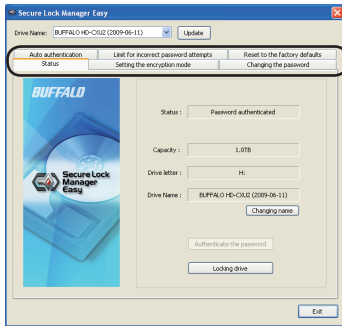 Secure Lock Manager Easy
Drive Name: BUFFALO HD-CXU2 (2009-06-11) Update
Auto authentication Limit for incorrect password attempts Reset to the factory defaults
Status Setting the encryption mode Changing the password
BUFFALO
Secure Lock
Manager
Easy
Status : Password authenticated
Capacity : 1.0TB
Drive letter : H:
Drive Name : BUFFALO HD-CXU2 (2009-06-11)
Changing name
Authenticate the password
Locking drive
Exit